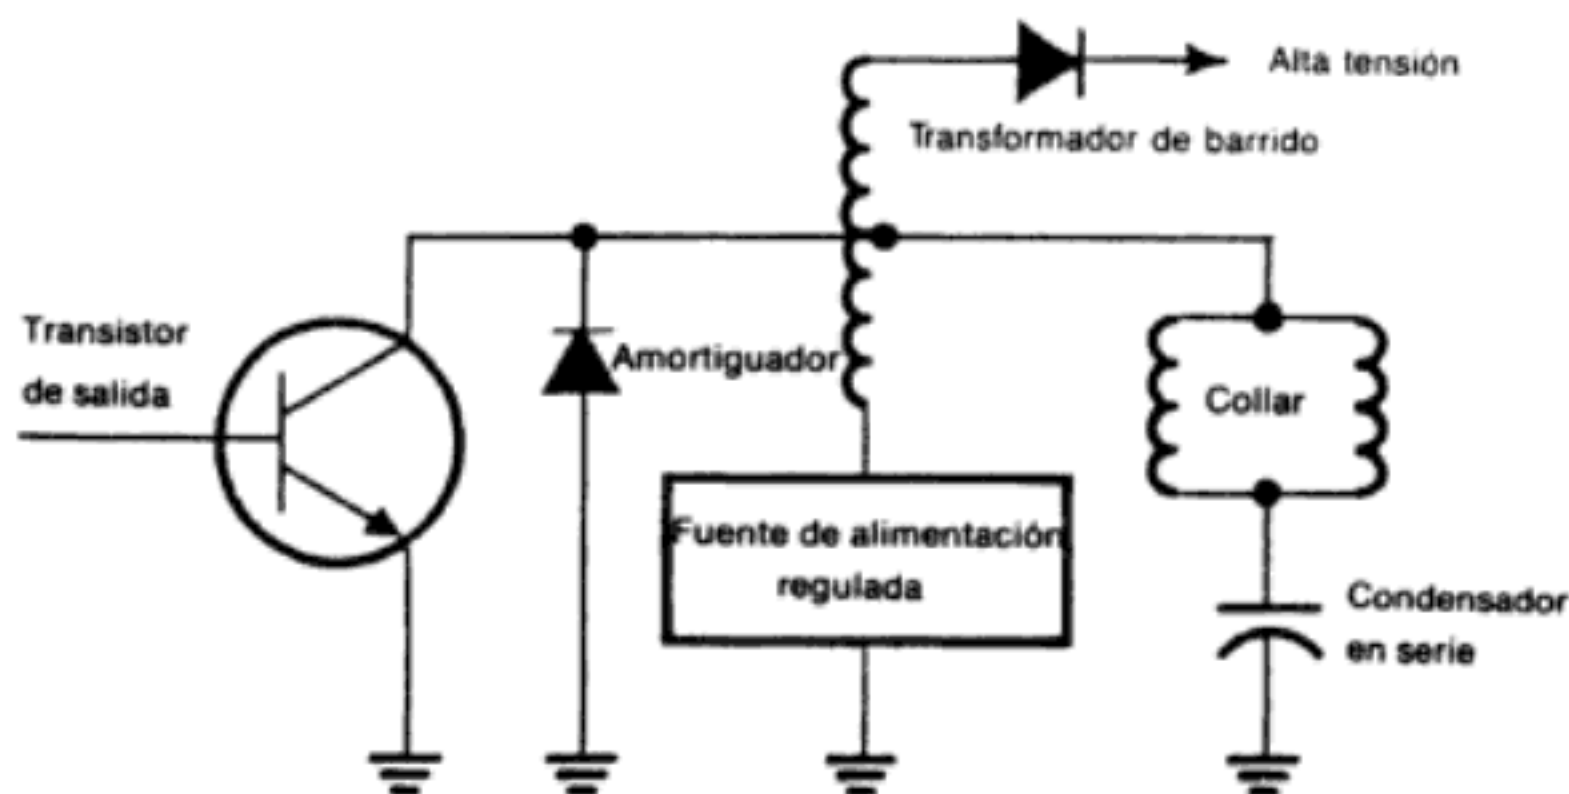 Alta tensión
Transformador de barrido
Transistor
de salida
Amortiguador
Collar
Fuente de alimentación
regulada
Condensador
en serie